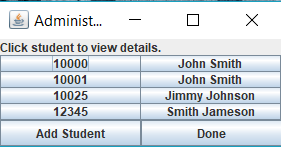 Administ...
Click student to view details.
10000 John Smith
10001 John Smith
10025 Jimmy Johnson
12345 Smith Jameson
Add Student Done